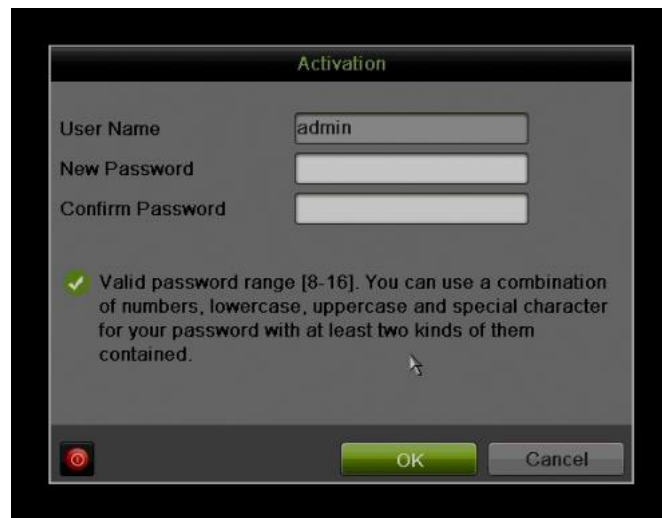 Activation
User Name
admin
New Password
Confirm Password
Valid password range [8-16]. You can use a combination
of numbers, lowercase, uppercase and special character
for your password with at least two kinds of them
contained.
OK
Cancel